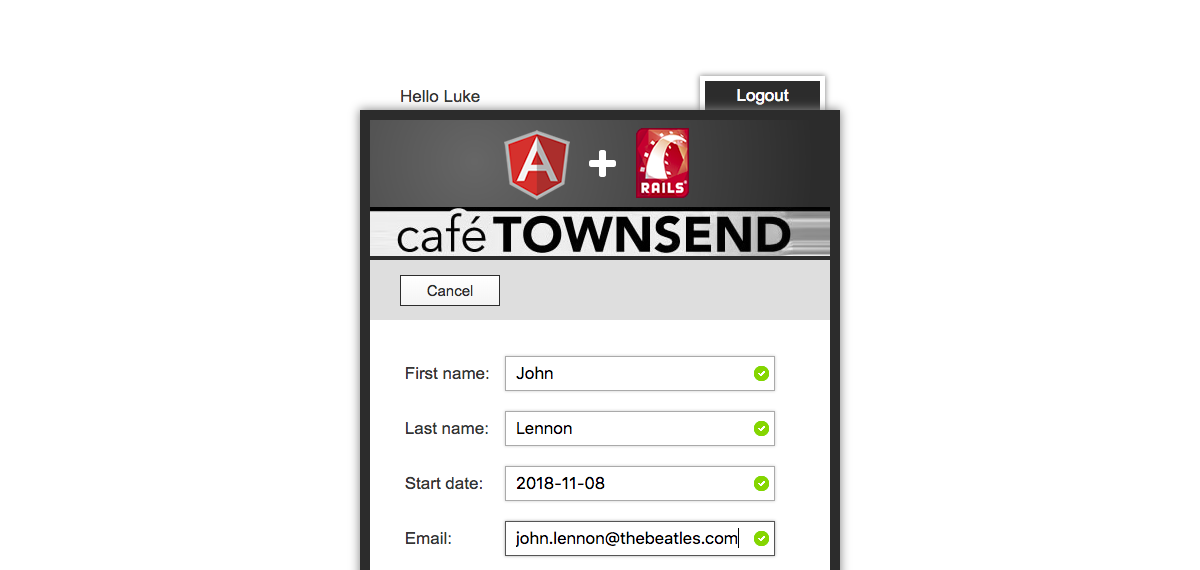 Hello Luke
Logout
A
+
RAILS®
café TOWNSEND
Cancel
First name: John
Last name: Lennon
Start date: 2018-11-08
Email: john.lennon@thebeatles.com